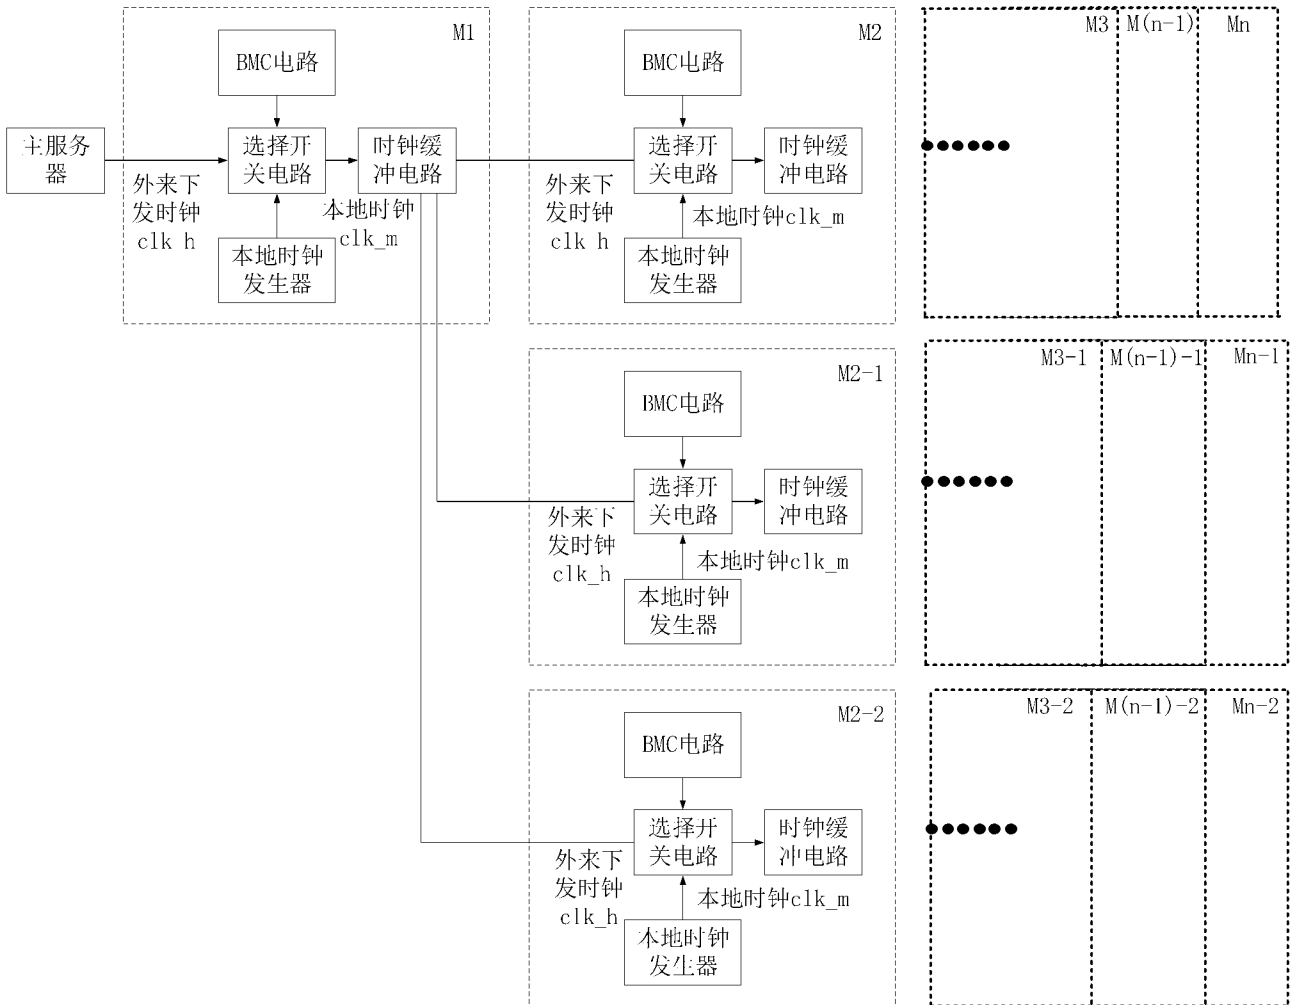 M1
BMC电路
主服务
器
选择开
关电路
时钟缓
冲电路
外来下
发时钟
clk_h
本地时钟
clk_m
本地时钟
发生器
M2
BMC电路
选择开
关电路
时钟缓
冲电路
外来下
发时钟
clk_h
本地时钟clk_m
本地时钟
发生器
M3
M(n-1)
Mn
M2-1
BMC电路
选择开
关电路
时钟缓
冲电路
外来下
发时钟
clk_h
本地时钟clk_m
本地时钟
发生器
M3-1
M(n-1)-1
Mn-1
M2-2
BMC电路
选择开
关电路
时钟缓
冲电路
外来下
发时钟
clk_h
本地时钟clk_m
本地时钟
发生器
M3-2
M(n-1)-2
Mn-2